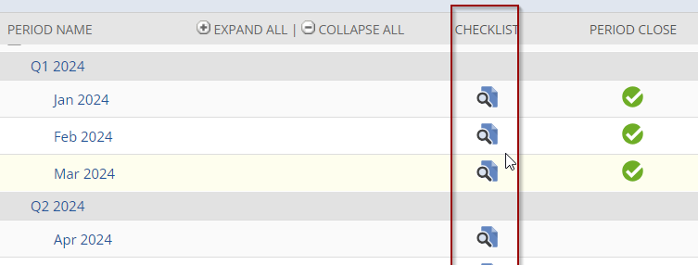 PERIOD NAME EXPAND ALL | COLLAPSE ALL CHECKLIST PERIOD CLOSE
Q1 2024
Jan 2024
Feb 2024
Mar 2024
Q2 2024
Apr 2024